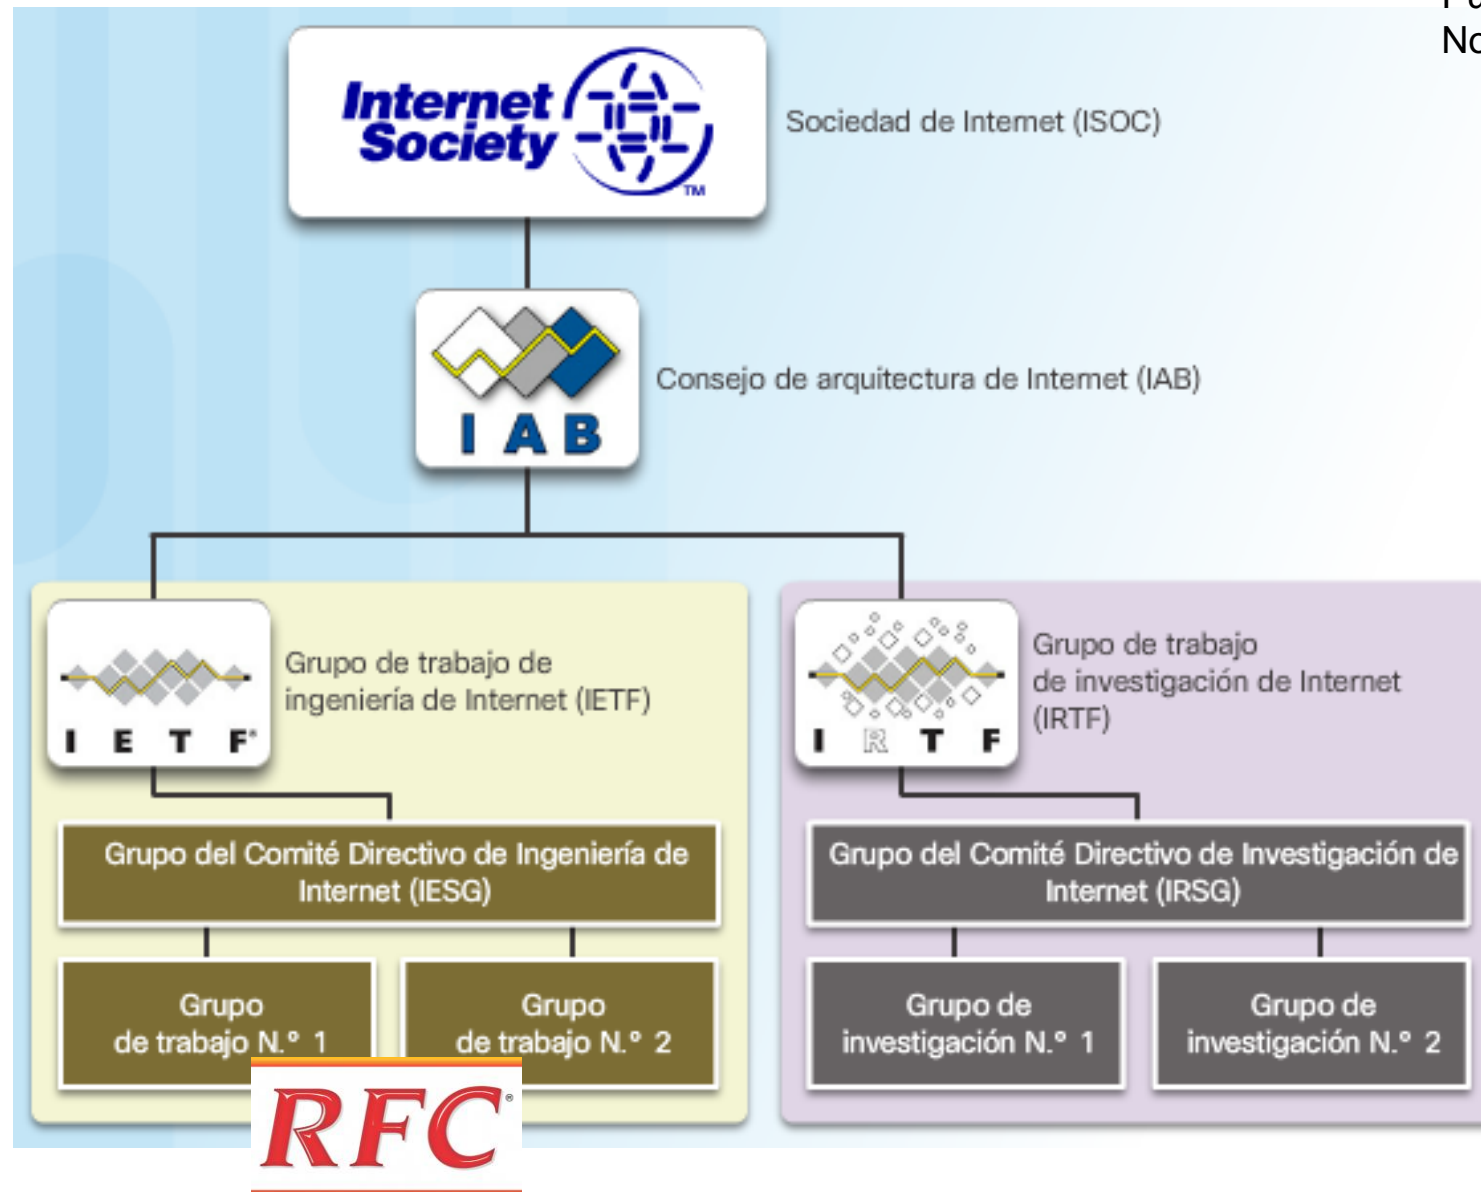 Internet
Society
TM
Sociedad de Internet (ISOC)
I A B
Consejo de arquitectura de Internet (IAB)
I E T F®
Grupo de trabajo de
ingeniería de Internet (IETF)
I R T F
Grupo de trabajo
de investigación de Internet
(IRTF)
Grupo del Comité Directivo de Ingeniería de
Internet (IESG)
Grupo
de trabajo N.º 1
Grupo
de trabajo N.º 2
Grupo del Comité Directivo de Investigación de
Internet (IRSG)
Grupo de
investigación N.º 1
Grupo de
investigación N.º 2
RFC®